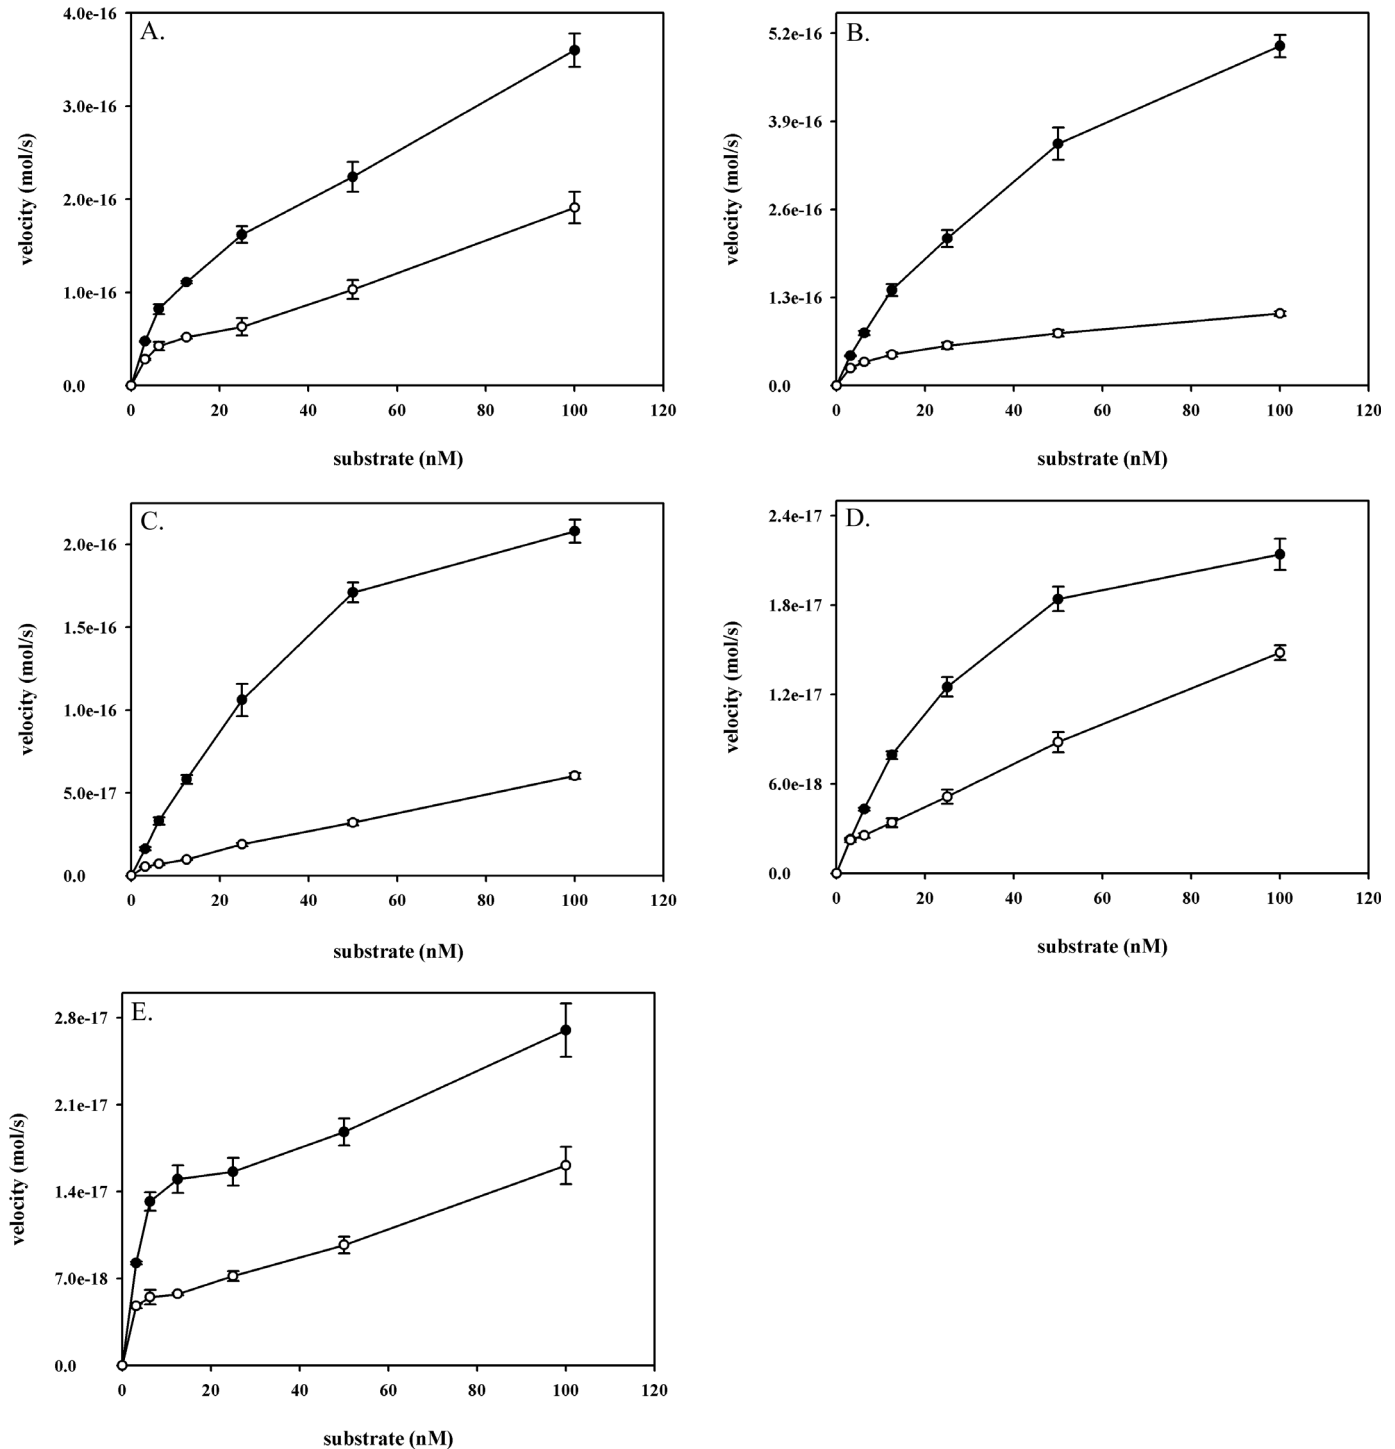 A.
4.0e-16
3.0e-16
2.0e-16
1.0e-16
0.0
velocity (mol/s)
0 20 40 60 80 100 120
substrate (nM)
B.
5.2e-16
3.9e-16
2.6e-16
1.3e-16
0.0
velocity (mol/s)
0 20 40 60 80 100 120
substrate (nM)
C.
2.0e-16
1.5e-16
1.0e-16
5.0e-17
0.0
velocity (mol/s)
0 20 40 60 80 100 120
substrate (nM)
D.
2.4e-17
1.8e-17
1.2e-17
6.0e-18
0.0
velocity (mol/s)
0 20 40 60 80 100 120
substrate (nM)
E.
2.8e-17
2.1e-17
1.4e-17
7.0e-18
0.0
velocity (mol/s)
0 20 40 60 80 100 120
substrate (nM)